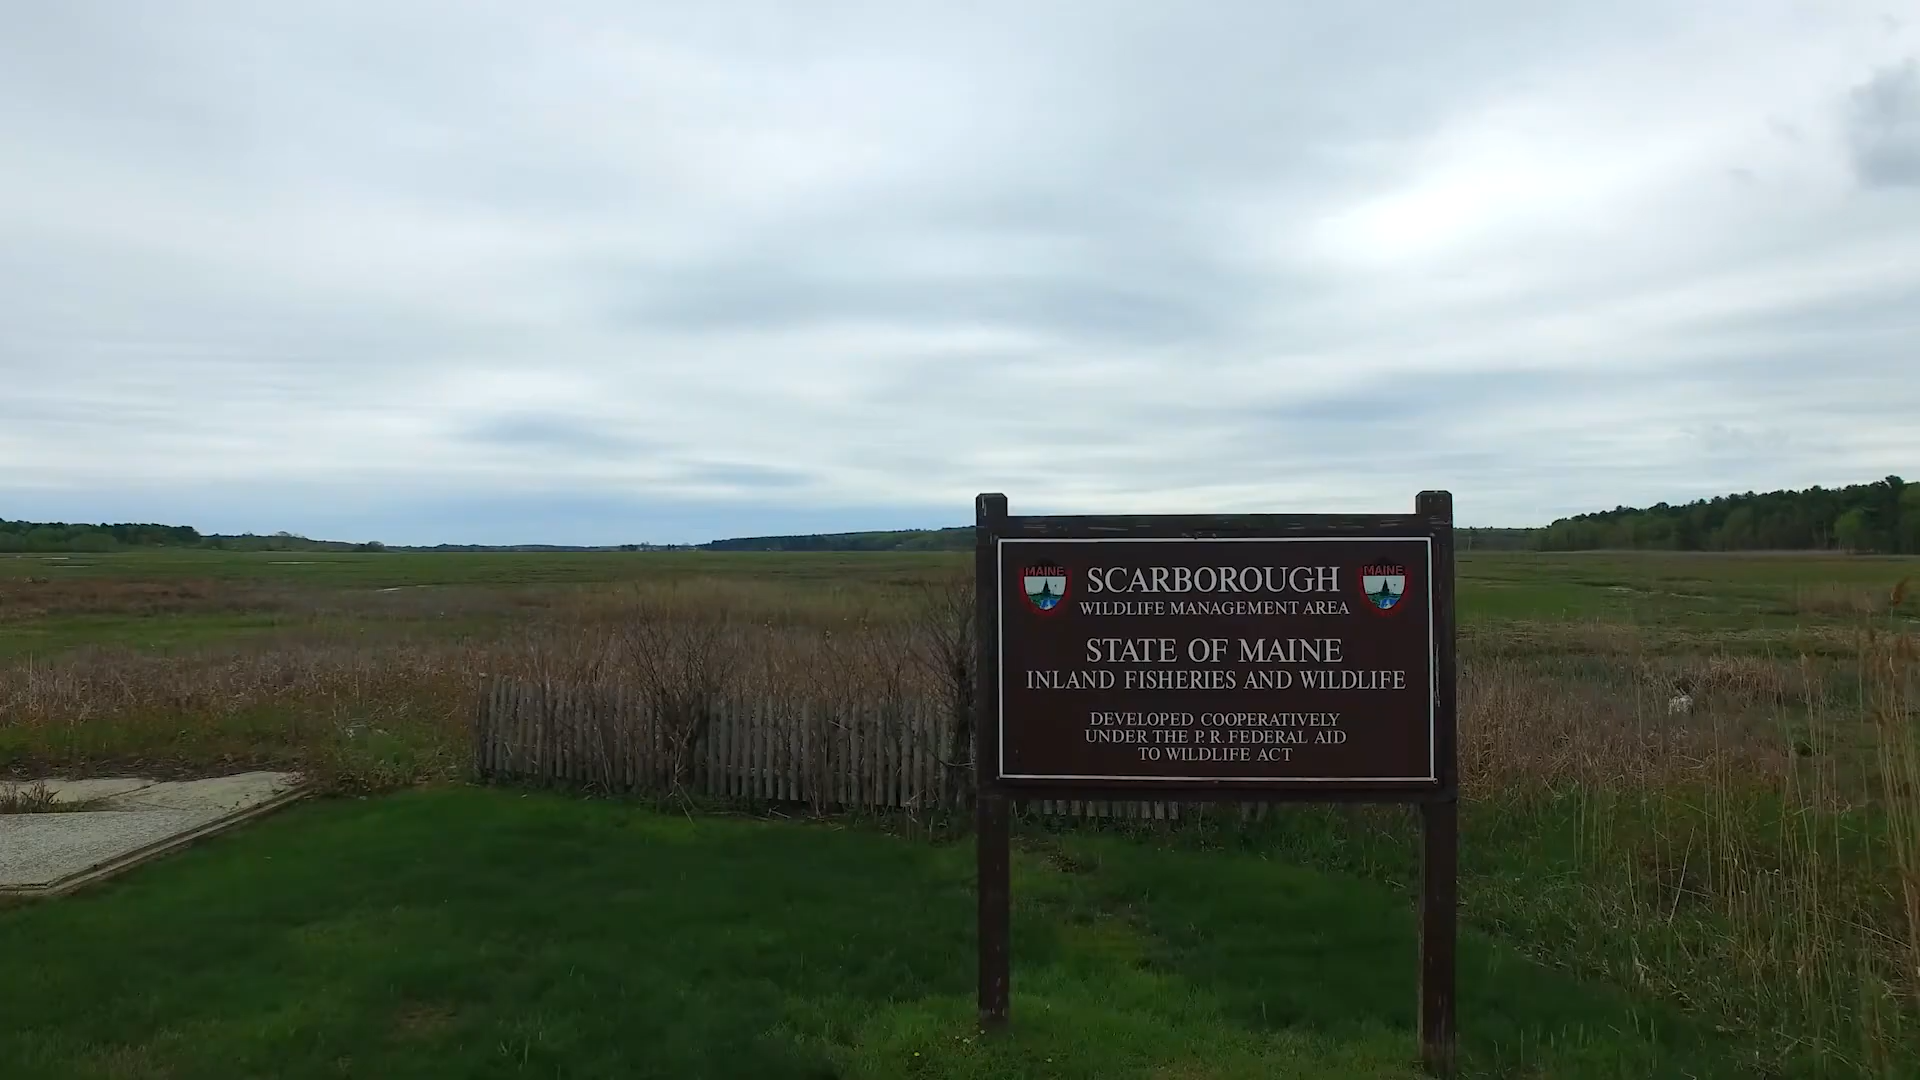 MAINE
MAINE
SCARBOROUGH
WILDLIFE MANAGEMENT AREA
STATE OF MAINE
INLAND FISHERIES AND WILDLIFE
DEVELOPED COOPERATIVELY
UNDER THE P. R. FEDERAL AID
TO WILDLIFE ACT